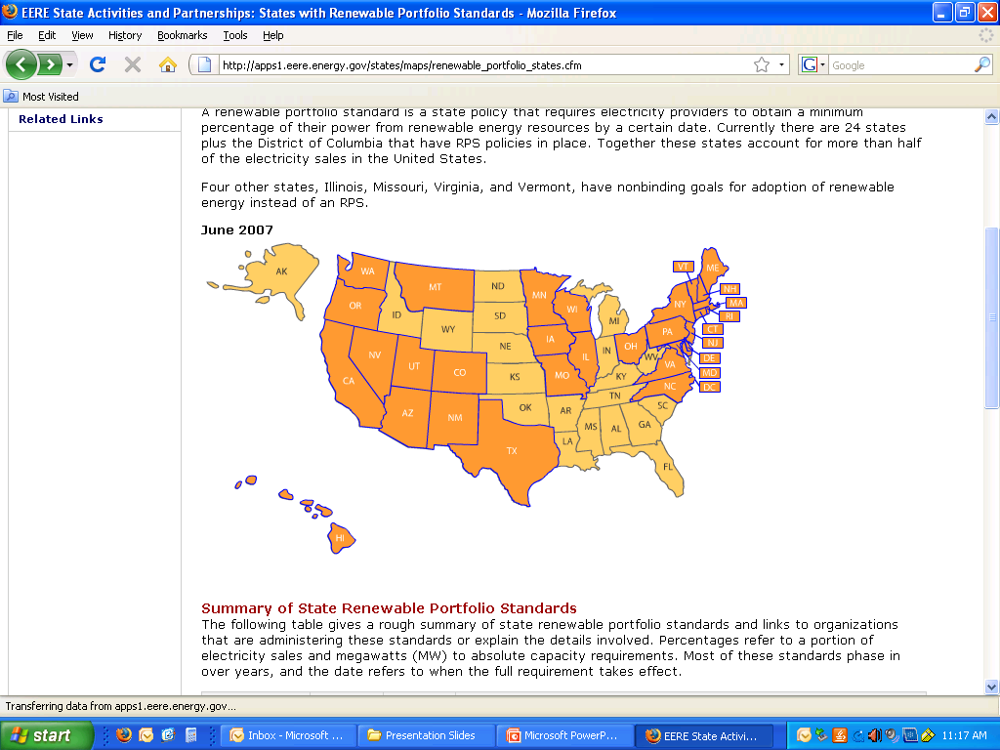 EERE State Activities and Partnerships: States with Renewable Portfolio Standards - Mozilla Firefox
File Edit View History Bookmarks Tools Help
http://apps1.eere.energy.gov/states/maps/renewable_portfolio_states.cfm
G
Google
Most Visited
Related Links
A renewable portfolio standard is a state policy that requires electricity providers to obtain a minimum
percentage of their power from renewable energy resources by a certain date. Currently there are 24 states
plus the District of Columbia that have RPS policies in place. Together these states account for more than half
of the electricity sales in the United States.
Four other states, Illinois, Missouri, Virginia, and Vermont, have nonbinding goals for adoption of renewable
energy instead of an RPS.
June 2007
AK
WA
MT
ND
MN
VT
ME
OR
ID
SD
WI
MI
NY
NH
MA
RI
WY
NE
IA
PA
CT
NJ
NV
UT
CO
KS
MO
IL
IN
OH
WV
VA
DE
MD
DC
CA
KY
NC
AZ
NM
OK
AR
TN
SC
TX
LA
MS
AL
GA
FL
HI
Summary of State Renewable Portfolio Standards
The following table gives a rough summary of state renewable portfolio standards and links to organizations
that are administering these standards or explain the details involved. Percentages refer to a portion of
electricity sales and megawatts (MW) to absolute capacity requirements. Most of these standards phase in
over years, and the date refers to when the full requirement takes effect.
Transferring data from apps1.eere.energy.gov...
start
Inbox - Microsoft ...
Presentation Slides
Microsoft PowerP...
EERE State Activi...
11:17 AM